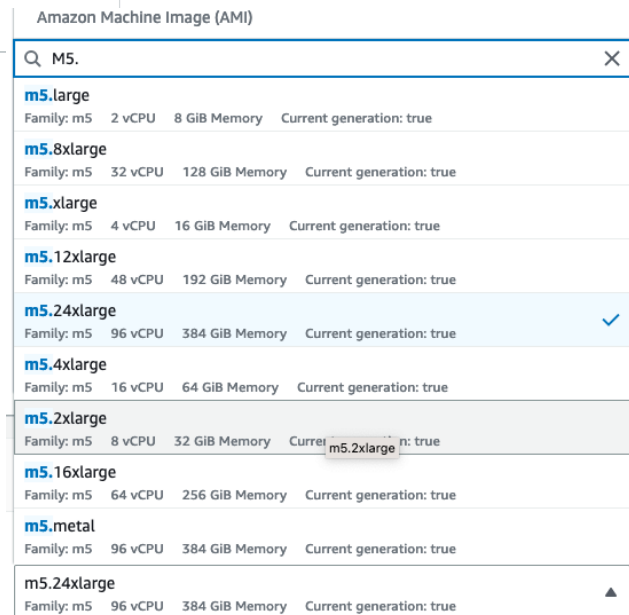 Amazon Machine Image (AMI)
M5.
m5.large
Family: m5 2 vCPU 8 GiB Memory Current generation: true
m5.8xlarge
Family: m5 32 vCPU 128 GiB Memory Current generation: true
m5.xlarge
Family: m5 4 vCPU 16 GiB Memory Current generation: true
m5.12xlarge
Family: m5 48 vCPU 192 GiB Memory Current generation: true
m5.24xlarge
Family: m5 96 vCPU 384 GiB Memory Current generation: true
m5.4xlarge
Family: m5 16 vCPU 64 GiB Memory Current generation: true
m5.2xlarge
Family: m5 8 vCPU 32 GiB Memory : true
m5.2xlarge
m5.16xlarge
Family: m5 64 vCPU 256 GiB Memory Current generation: true
m5.metal
Family: m5 96 vCPU 384 GiB Memory Current generation: true
m5.24xlarge
Family: m5 96 vCPU 384 GiB Memory Current generation: true